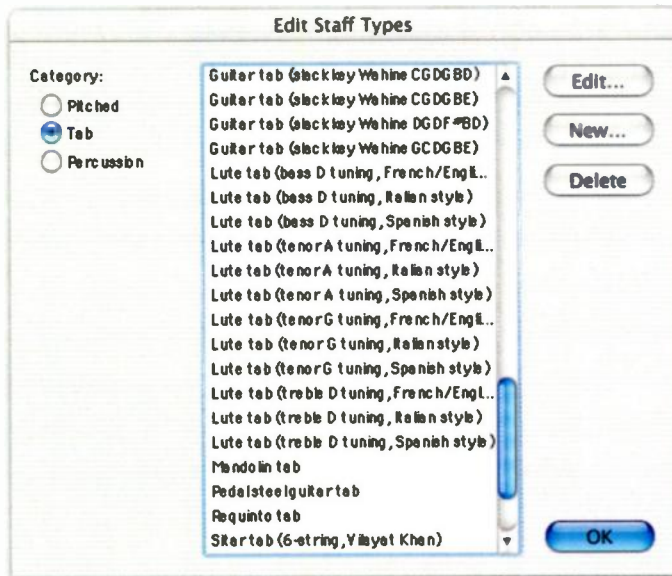 Edit Staff Types
Category:
Pitched
Tab
Percussion
Guitar tab (slack key Wahine CGDGBD)
Guitar tab (slack key Wahine CGDGBE)
Guitar tab (slack key Wahine DGDF#BD)
Guitar tab (slack key Wahine GCDGBE)
Lute tab (bass D tuning, French/Engli...
Lute tab (bass D tuning, Italian style)
Lute tab (bass D tuning, Spanish style)
Lute tab (tenor A tuning, French/Engli...
Lute tab (tenor A tuning, Italian style)
Lute tab (tenor A tuning, Spanish style)
Lute tab (tenor G tuning, French/Engli...
Lute tab (tenor G tuning, Italian style)
Lute tab (tenor G tuning, Spanish style)
Lute tab (treble D tuning, French/Engl...
Lute tab (treble D tuning, Italian style)
Lute tab (treble D tuning, Spanish style)
Mandolin tab
Pedal steel guitar tab
Requinto tab
Sitar tab (6-string, Vilayat Khan)
Edit...
New...
Delete
OK